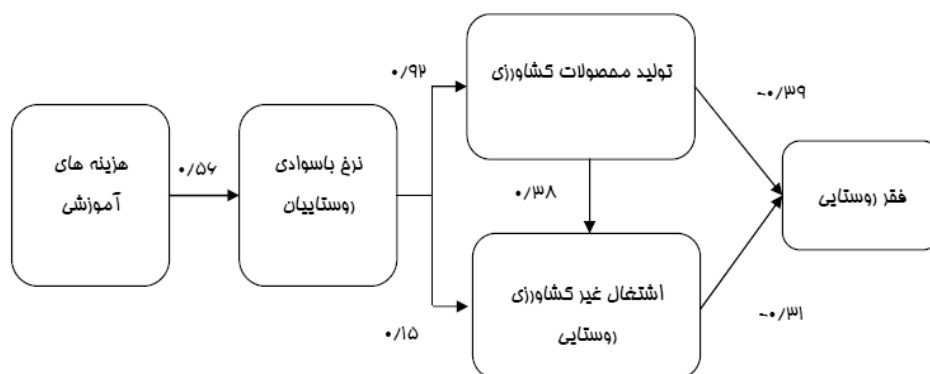 تولید محصولات کشاورزی
۰/۹۲
-۰/۳۹
هزینه های
آموزشی
۰/۵۶
نرخ باسوادی
روستاییان
۰/۳۸
فقر روستایی
اشتغال غیر کشاورزی
روستایی
۰/۱۵
-۰/۳۱